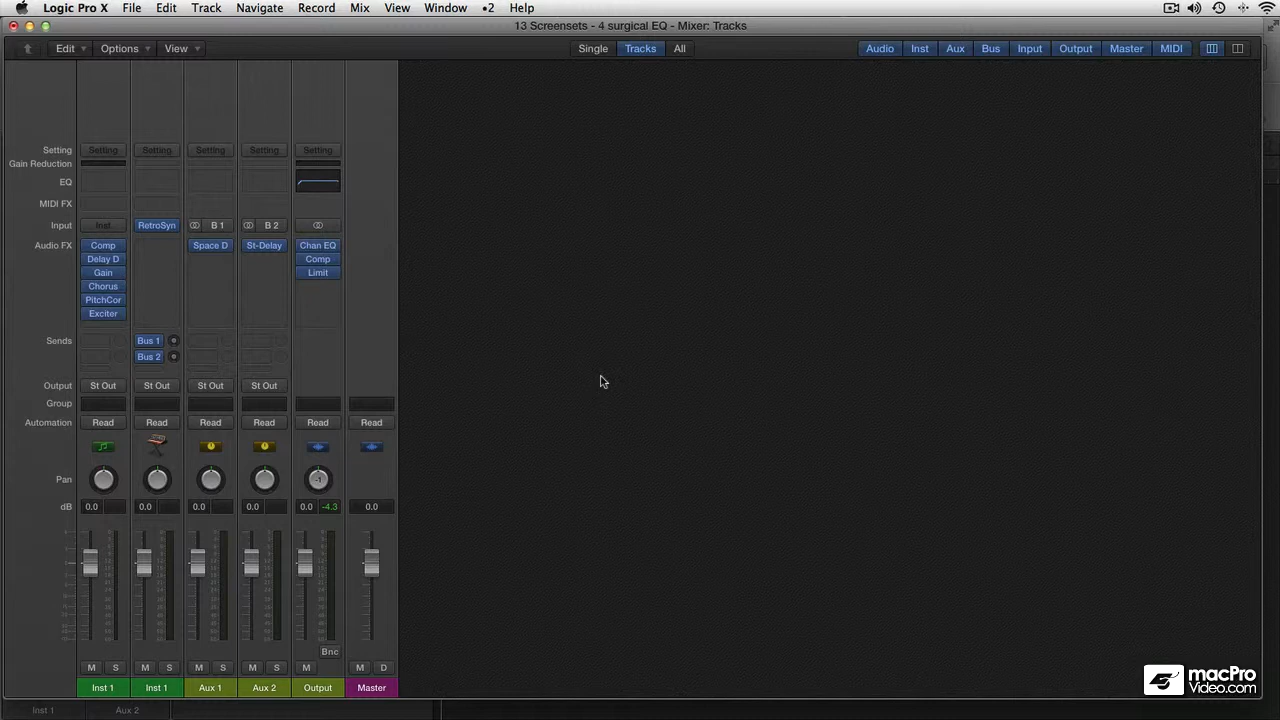 Logic Pro X File Edit Track Navigate Record Mix View Window •2 Help
13 Screensets - 4 surgical EQ - Mixer: Tracks
Edit Options View Single Tracks All Audio Inst Aux Bus Input Output Master MIDI
Setting Setting Setting Setting Setting Setting
Gain Reduction
EQ
MIDI FX
Input Inst RetroSyn B 1 B 2
Audio FX Comp Space D St-Delay Chan EQ
Delay D Comp
Gain Limit
Chorus
PitchCor
Exciter
Sends Bus 1
Bus 2
Output St Out St Out St Out St Out
Group
Automation Read Read Read Read Read Read
Pan -1
dB 0.0 0.0 0.0 0.0 0.0 -4.3 0.0
Bnc
M S M S M S M S M M D
Inst 1 Inst 1 Aux 1 Aux 2 Output Master
Inst 1 Aux 2
macPro
Video.com